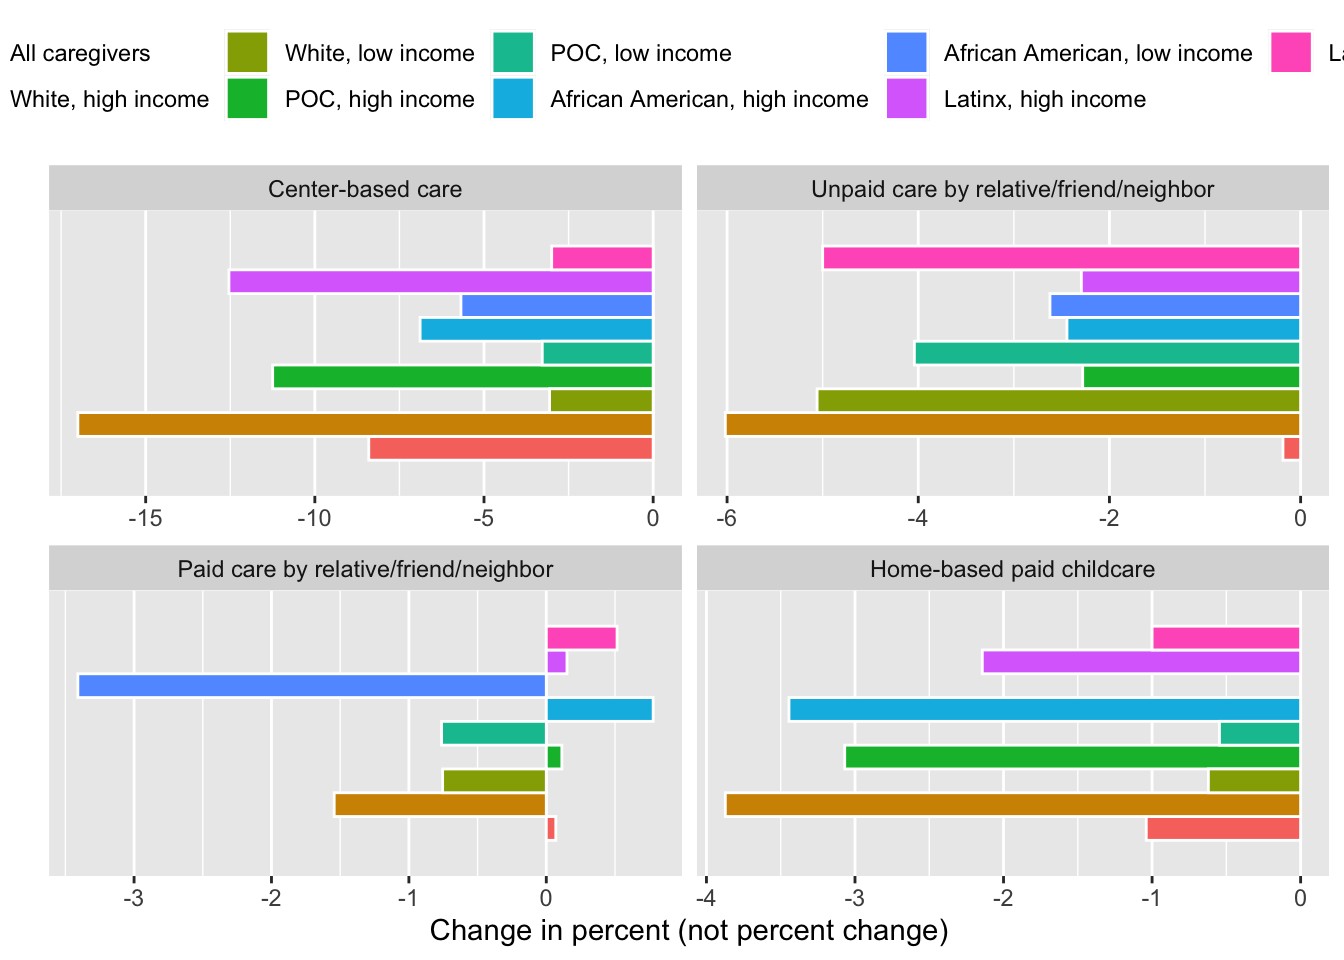 All caregivers White, low income POC, low income African American, low income
White, high income POC, high income African American, high income Latinx, high income
Center-based care Unpaid care by relative/friend/neighbor
-15 -10 -5 0 -6 -4 -2 0
Paid care by relative/friend/neighbor Home-based paid childcare
-3 -2 -1 0 -4 -3 -2 -1 0
Change in percent (not percent change)